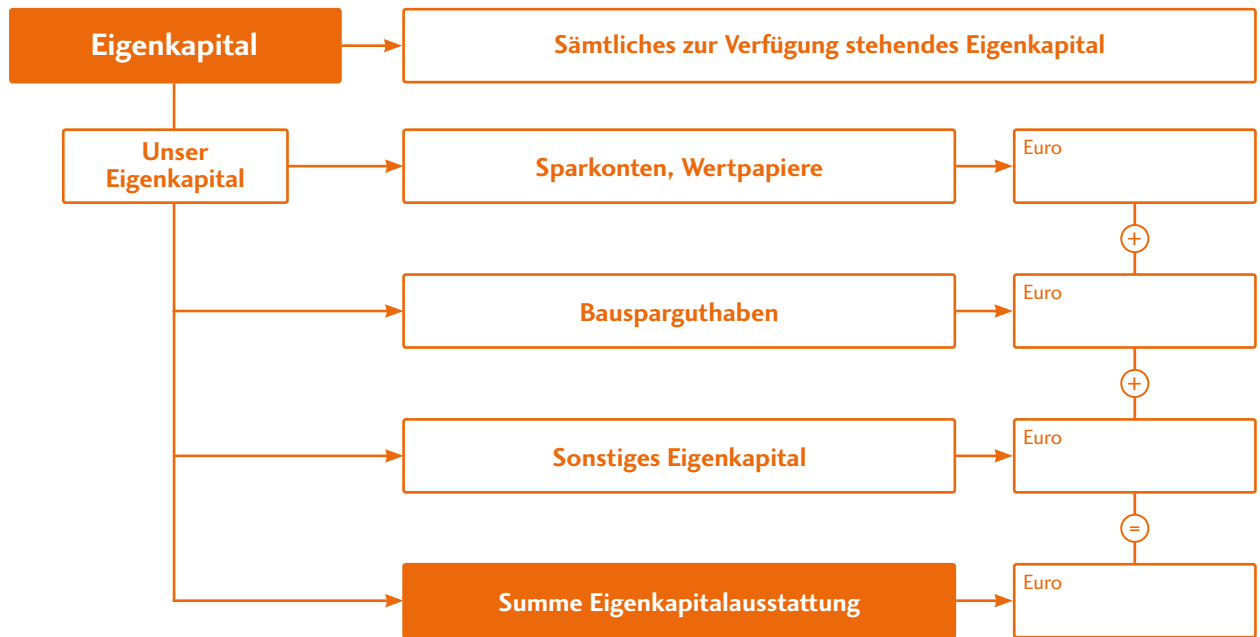 Eigenkapital
Sämtliches zur Verfügung stehendes Eigenkapital
Unser
Eigenkapital
Sparkonten, Wertpapiere
Euro
+
Bausparguthaben
Euro
+
Sonstiges Eigenkapital
Euro
=
Summe Eigenkapitalausstattung
Euro